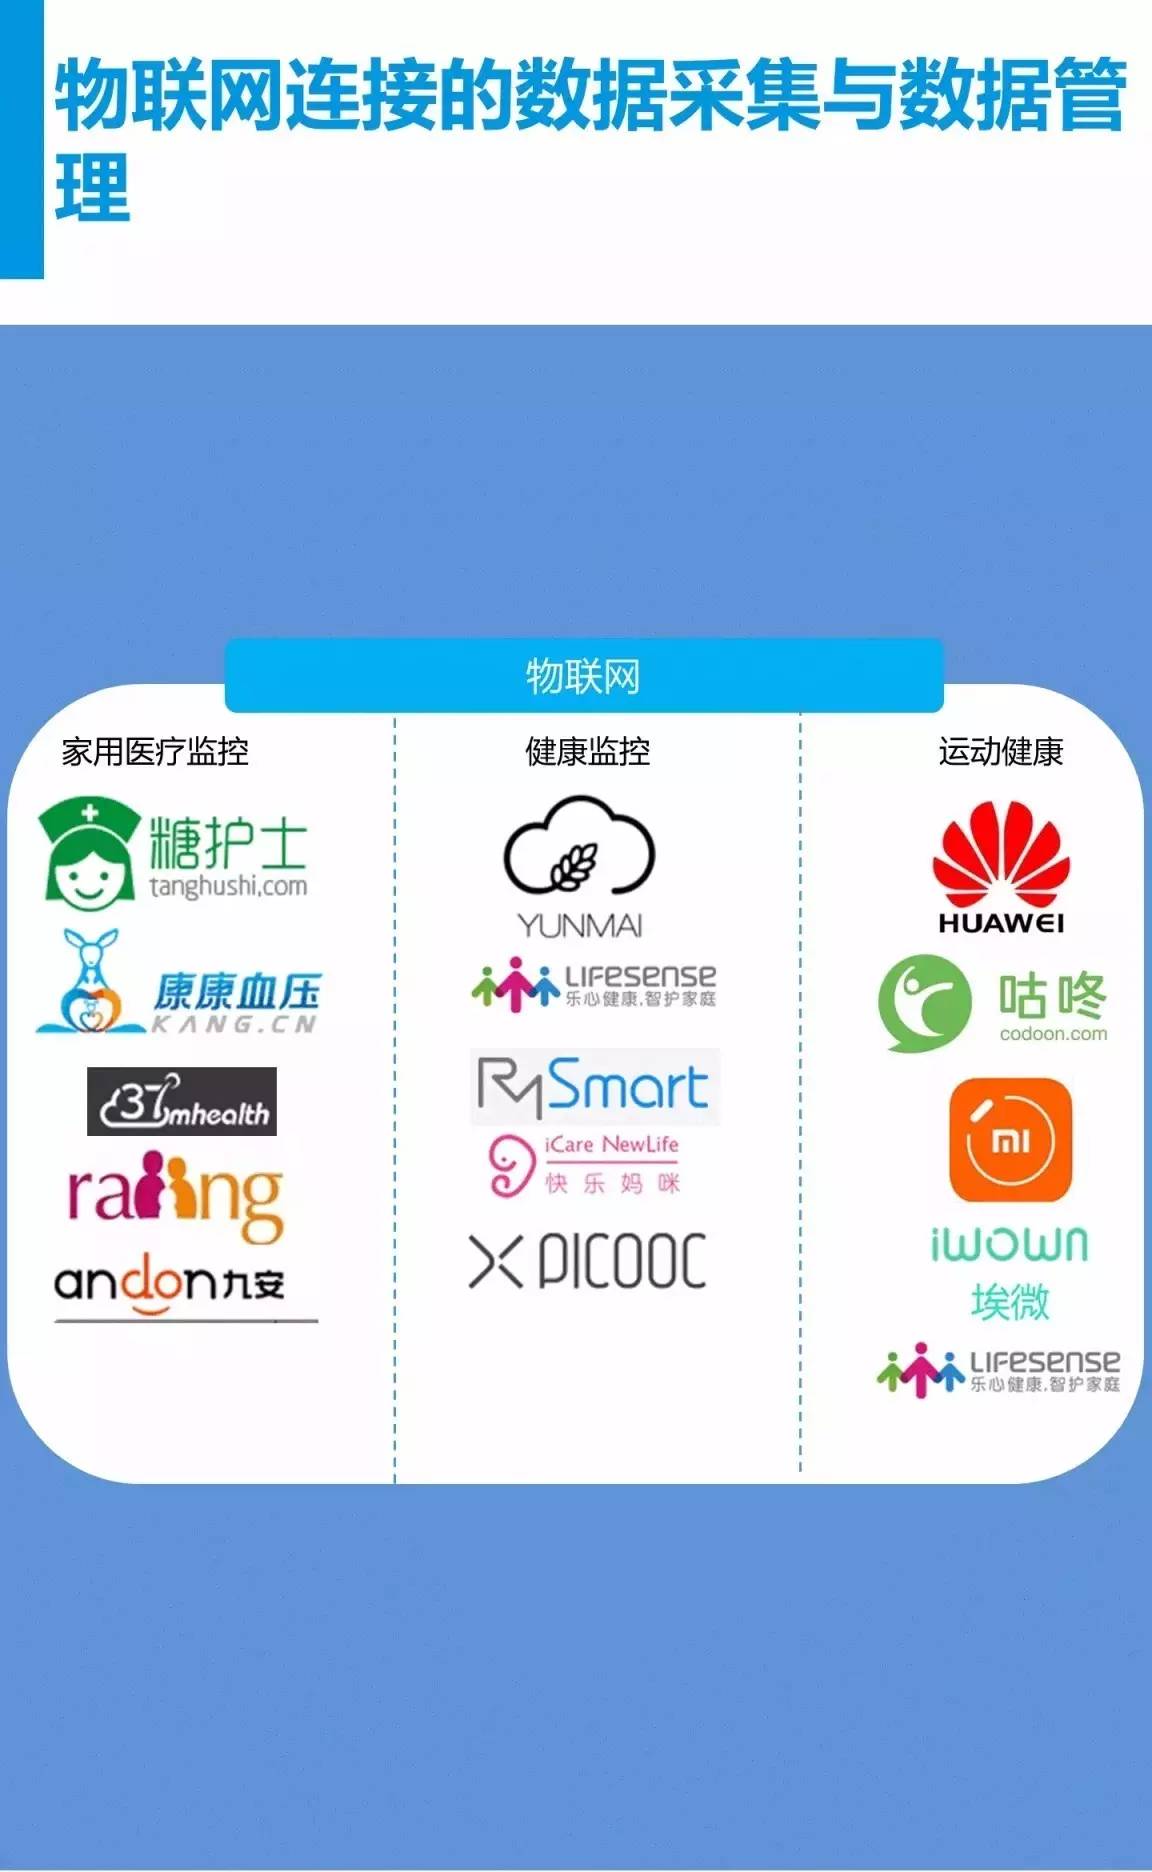 物联网连接的数据采集与数据管
理
物联网
家用医疗监控
糖护士
tanghushi.com
康康血压
KANG.CN
37mhealth
raiing
andon九安
健康监控
YUNMAI
LIFESENSE
乐心健康.智护家庭
RySmart
iCare NewLife
快乐妈咪
PICOOC
运动健康
HUAWEI
咕咚
codoon.com
mi
iwown
埃微
LIFESENSE
乐心健康.智护家庭